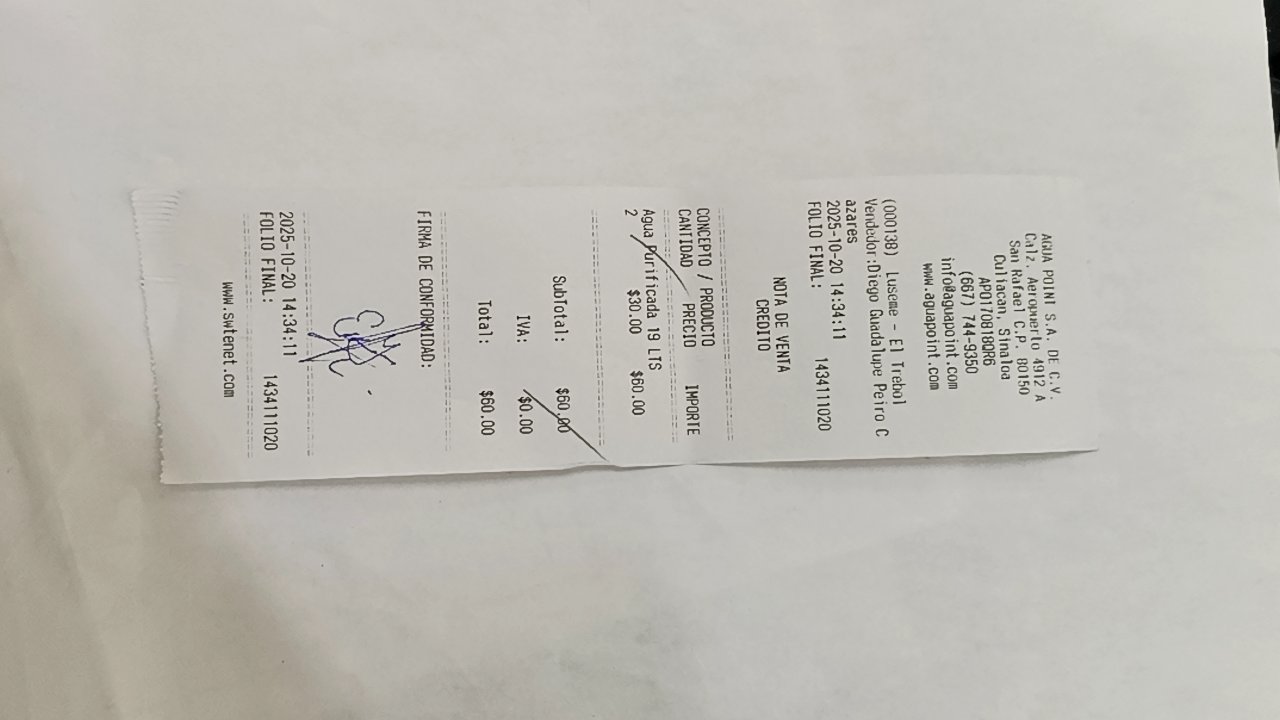 AGUA POINT S.A. DE C.V.
Calz. Aeropuerto 4912 A
San Rafael C.P. 80150
Culiacan, Sinaloa
APO170818QR6
(667) 744-9350
info@aguapoint.com
www.aguapoint.com
(000138) Luseme - El Trebol
Vendedor:Diego Guadalupe Peiro C
azares
2025-10-20 14:34:11
FOLIO FINAL: 1434111020
NOTA DE VENTA
CREDITO
CONCEPTO / PRODUCTO
CANTIDAD PRECIO IMPORTE
Agua Purificada 19 LTS
2 $30.00 $60.00
SubTotal: $60.00
IVA: $0.00
Total: $60.00
FIRMA DE CONFORMIDAD:
2025-10-20 14:34:11
FOLIO FINAL: 1434111020
www.swtenet.com